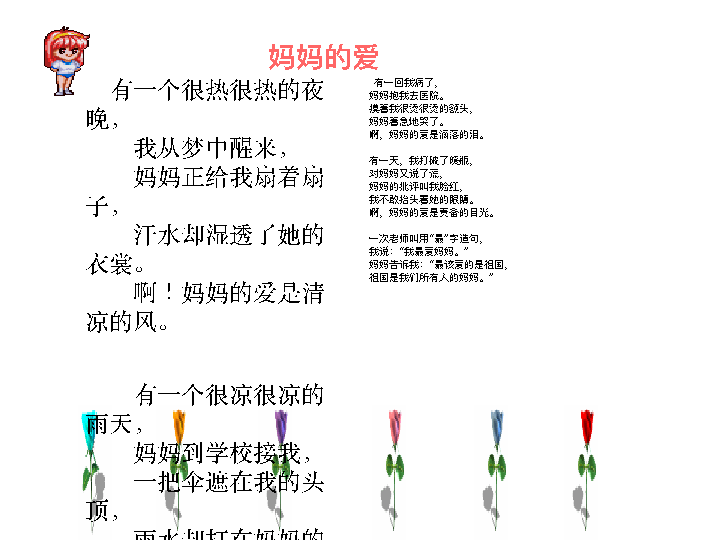 妈妈的爱
有一个很热很热的夜
晚，
我从梦中醒来，
妈妈正给我扇着扇
子，
汗水却湿透了她的
衣裳。
啊！妈妈的爱是清
凉的风。
有一个很凉很凉的
雨天，
妈妈到学校接我，
一把伞遮在我的头
顶，
雨水却打在妈妈的
有一回我病了，
妈妈抱我去医院。
摸着我很烫很烫的额头，
妈妈着急地哭了。
啊，妈妈的爱是滴落的泪。
有一天，我打破了暖瓶，
对妈妈又说了谎，
妈妈的批评叫我脸红，
我不敢抬头看她的眼睛。
啊，妈妈的爱是责备的目光。
一次老师叫用“最”字造句，
我说：“我最爱妈妈。”
妈妈告诉我：“最该爱的是祖国，
祖国是我们所有人的妈妈。”